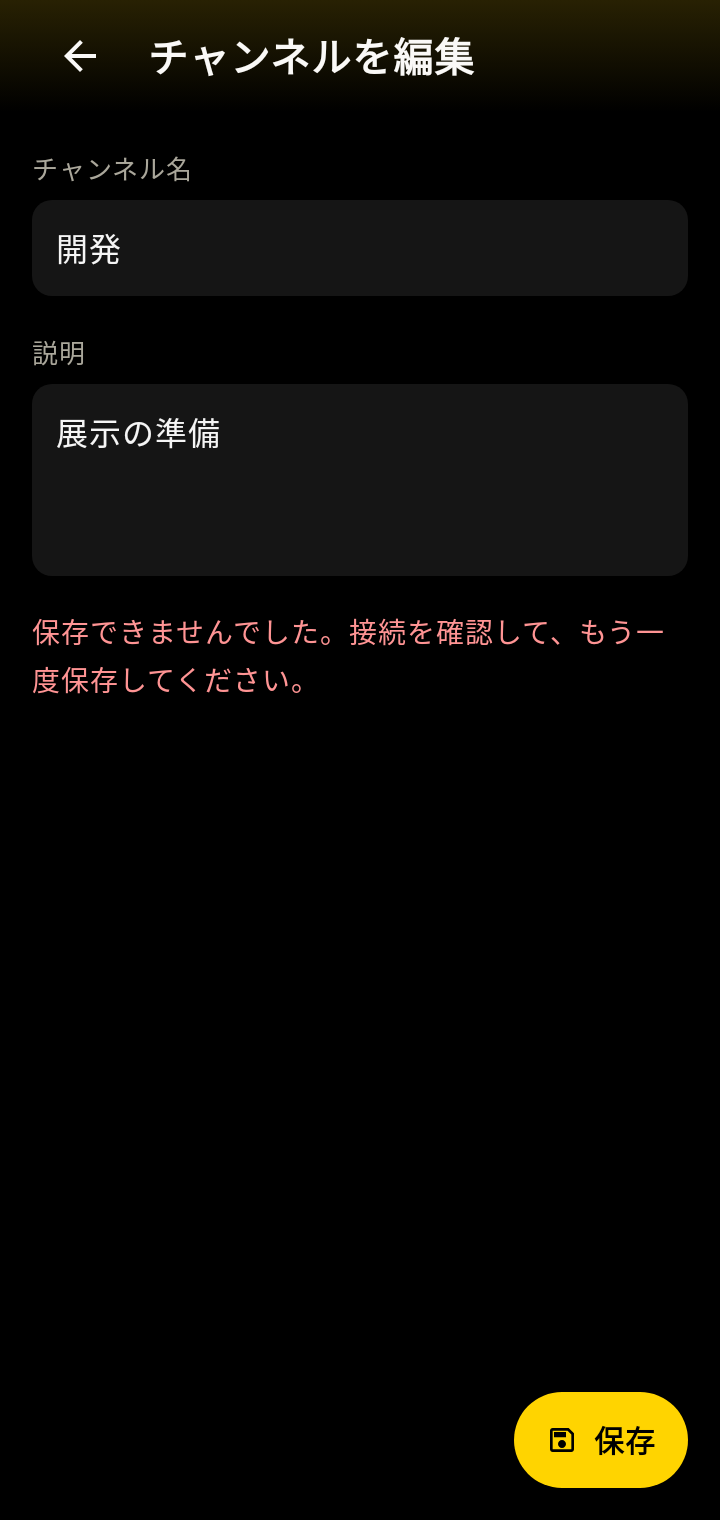 チャンネルを編集
チャンネル名
開発
説明
展示の準備
保存できませんでした。接続を確認して、もう一
度保存してください。
保存